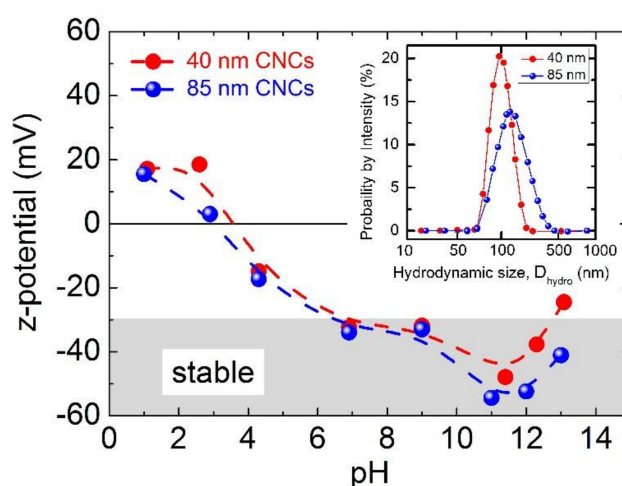 60
40
20
0
-20
-40
-60
z-potential (mV)
40 nm CNCs
85 nm CNCs
stable
0 2 4 6 8 10 12 14
pH
20
15
10
5
0
Probaility by Intensity (%)
40 nm
85 nm
10 50 100 500 1000
Hydrodynamic size, D_hydro (nm)